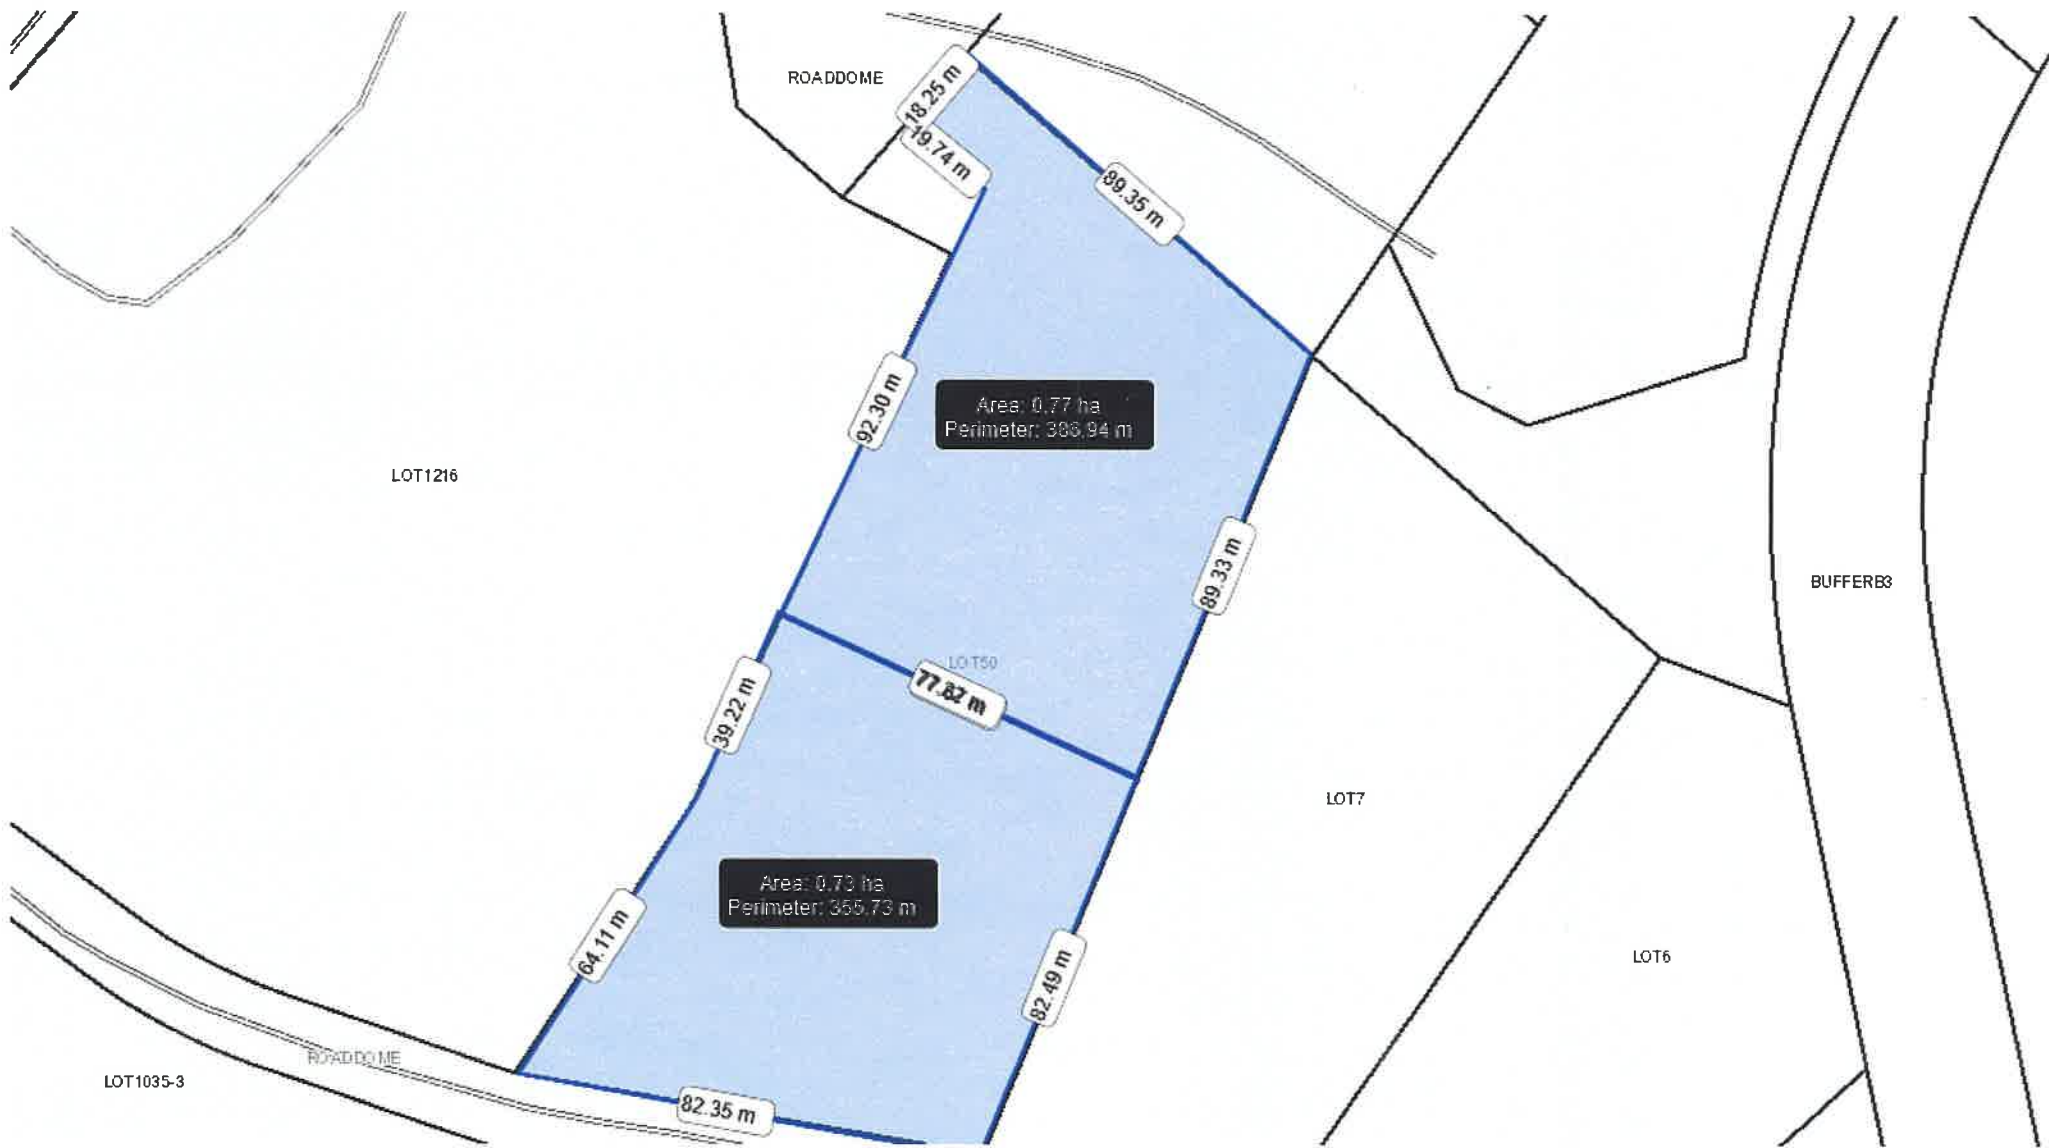 ROADDOME
18.25 m
19.74 m
89.35 m
92.30 m
Area: 0.77 ha
Perimeter: 386.94 m
LOT1216
89.33 m
BUFFERB3
LOT50
39.22 m
LOT7
Area: 0.73 ha
Perimeter: 355.73 m
64.11 m
82.49 m
LOT6
ROADDOME
LOT1035-3
82.35 m